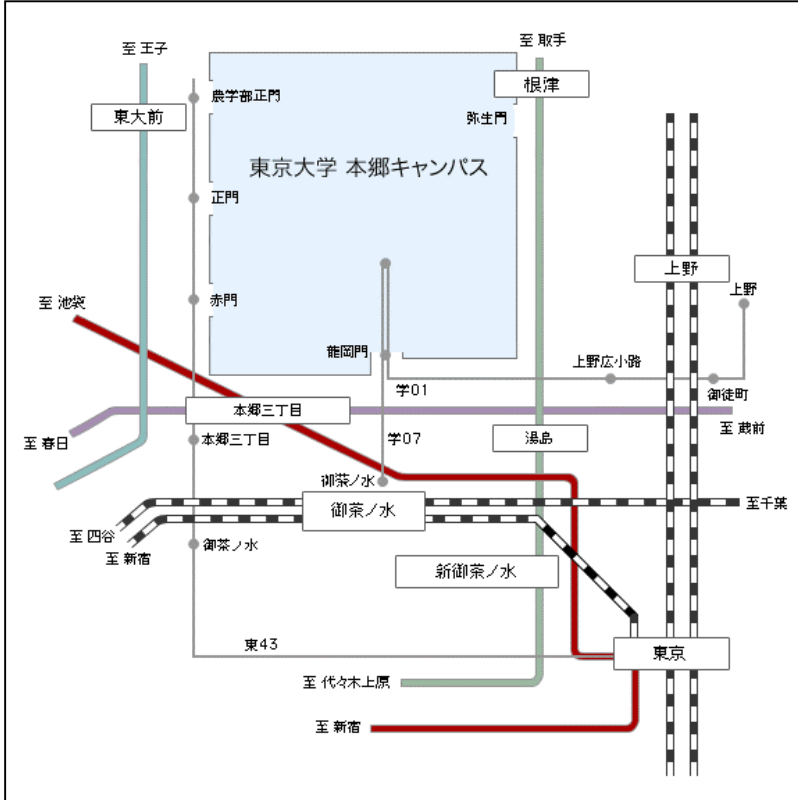 至 王子
至 取手
根津
農学部正門
東大前
弥生門
東京大学 本郷キャンパス
正門
上野
上野
赤門
至 池袋
龍岡門
上野広小路
学01
御徒町
本郷三丁目
至 蔵前
本郷三丁目
学07
湯島
至 春日
御茶ノ水
御茶ノ水
至千葉
至 四谷
御茶ノ水
至 新宿
新御茶ノ水
東43
東京
至 代々木上原
至 新宿